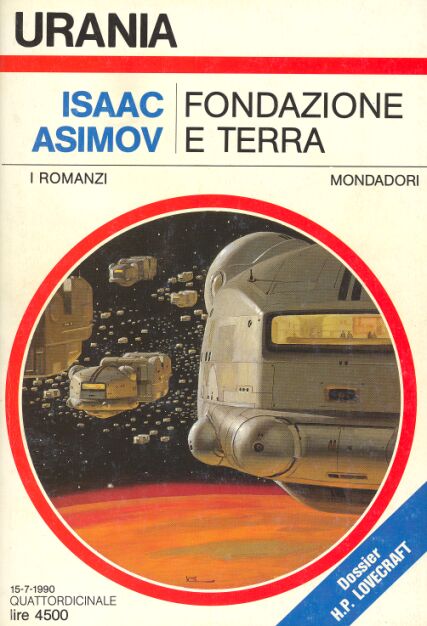 URANIA
ISAAC
ASIMOV
FONDAZIONE
E TERRA
I ROMANZI
MONDADORI
15-7-1990
QUATTORDICINALE
lire 4500
Dossier
H.P. LOVECRAFT